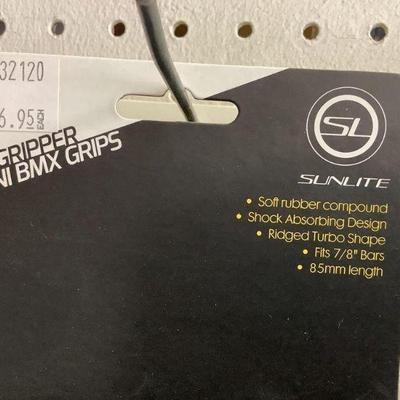 32120
6.95 EACH
GRIPPER
NI BMX GRIPS
SL
SUNLITE
• Soft rubber compound
• Shock Absorbing Design
• Ridged Turbo Shape
• Fits 7/8" Bars
• 85mm length